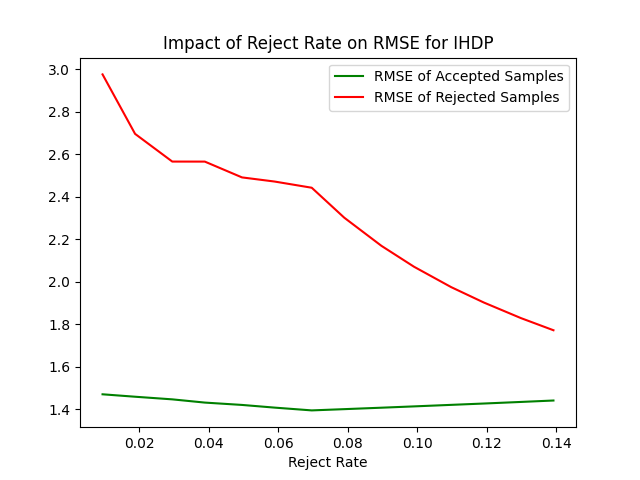 Impact of Reject Rate on RMSE for IHDP
RMSE of Accepted Samples
RMSE of Rejected Samples
3.0
2.8
2.6
2.4
2.2
2.0
1.8
1.6
1.4
0.02 0.04 0.06 0.08 0.10 0.12 0.14
Reject Rate